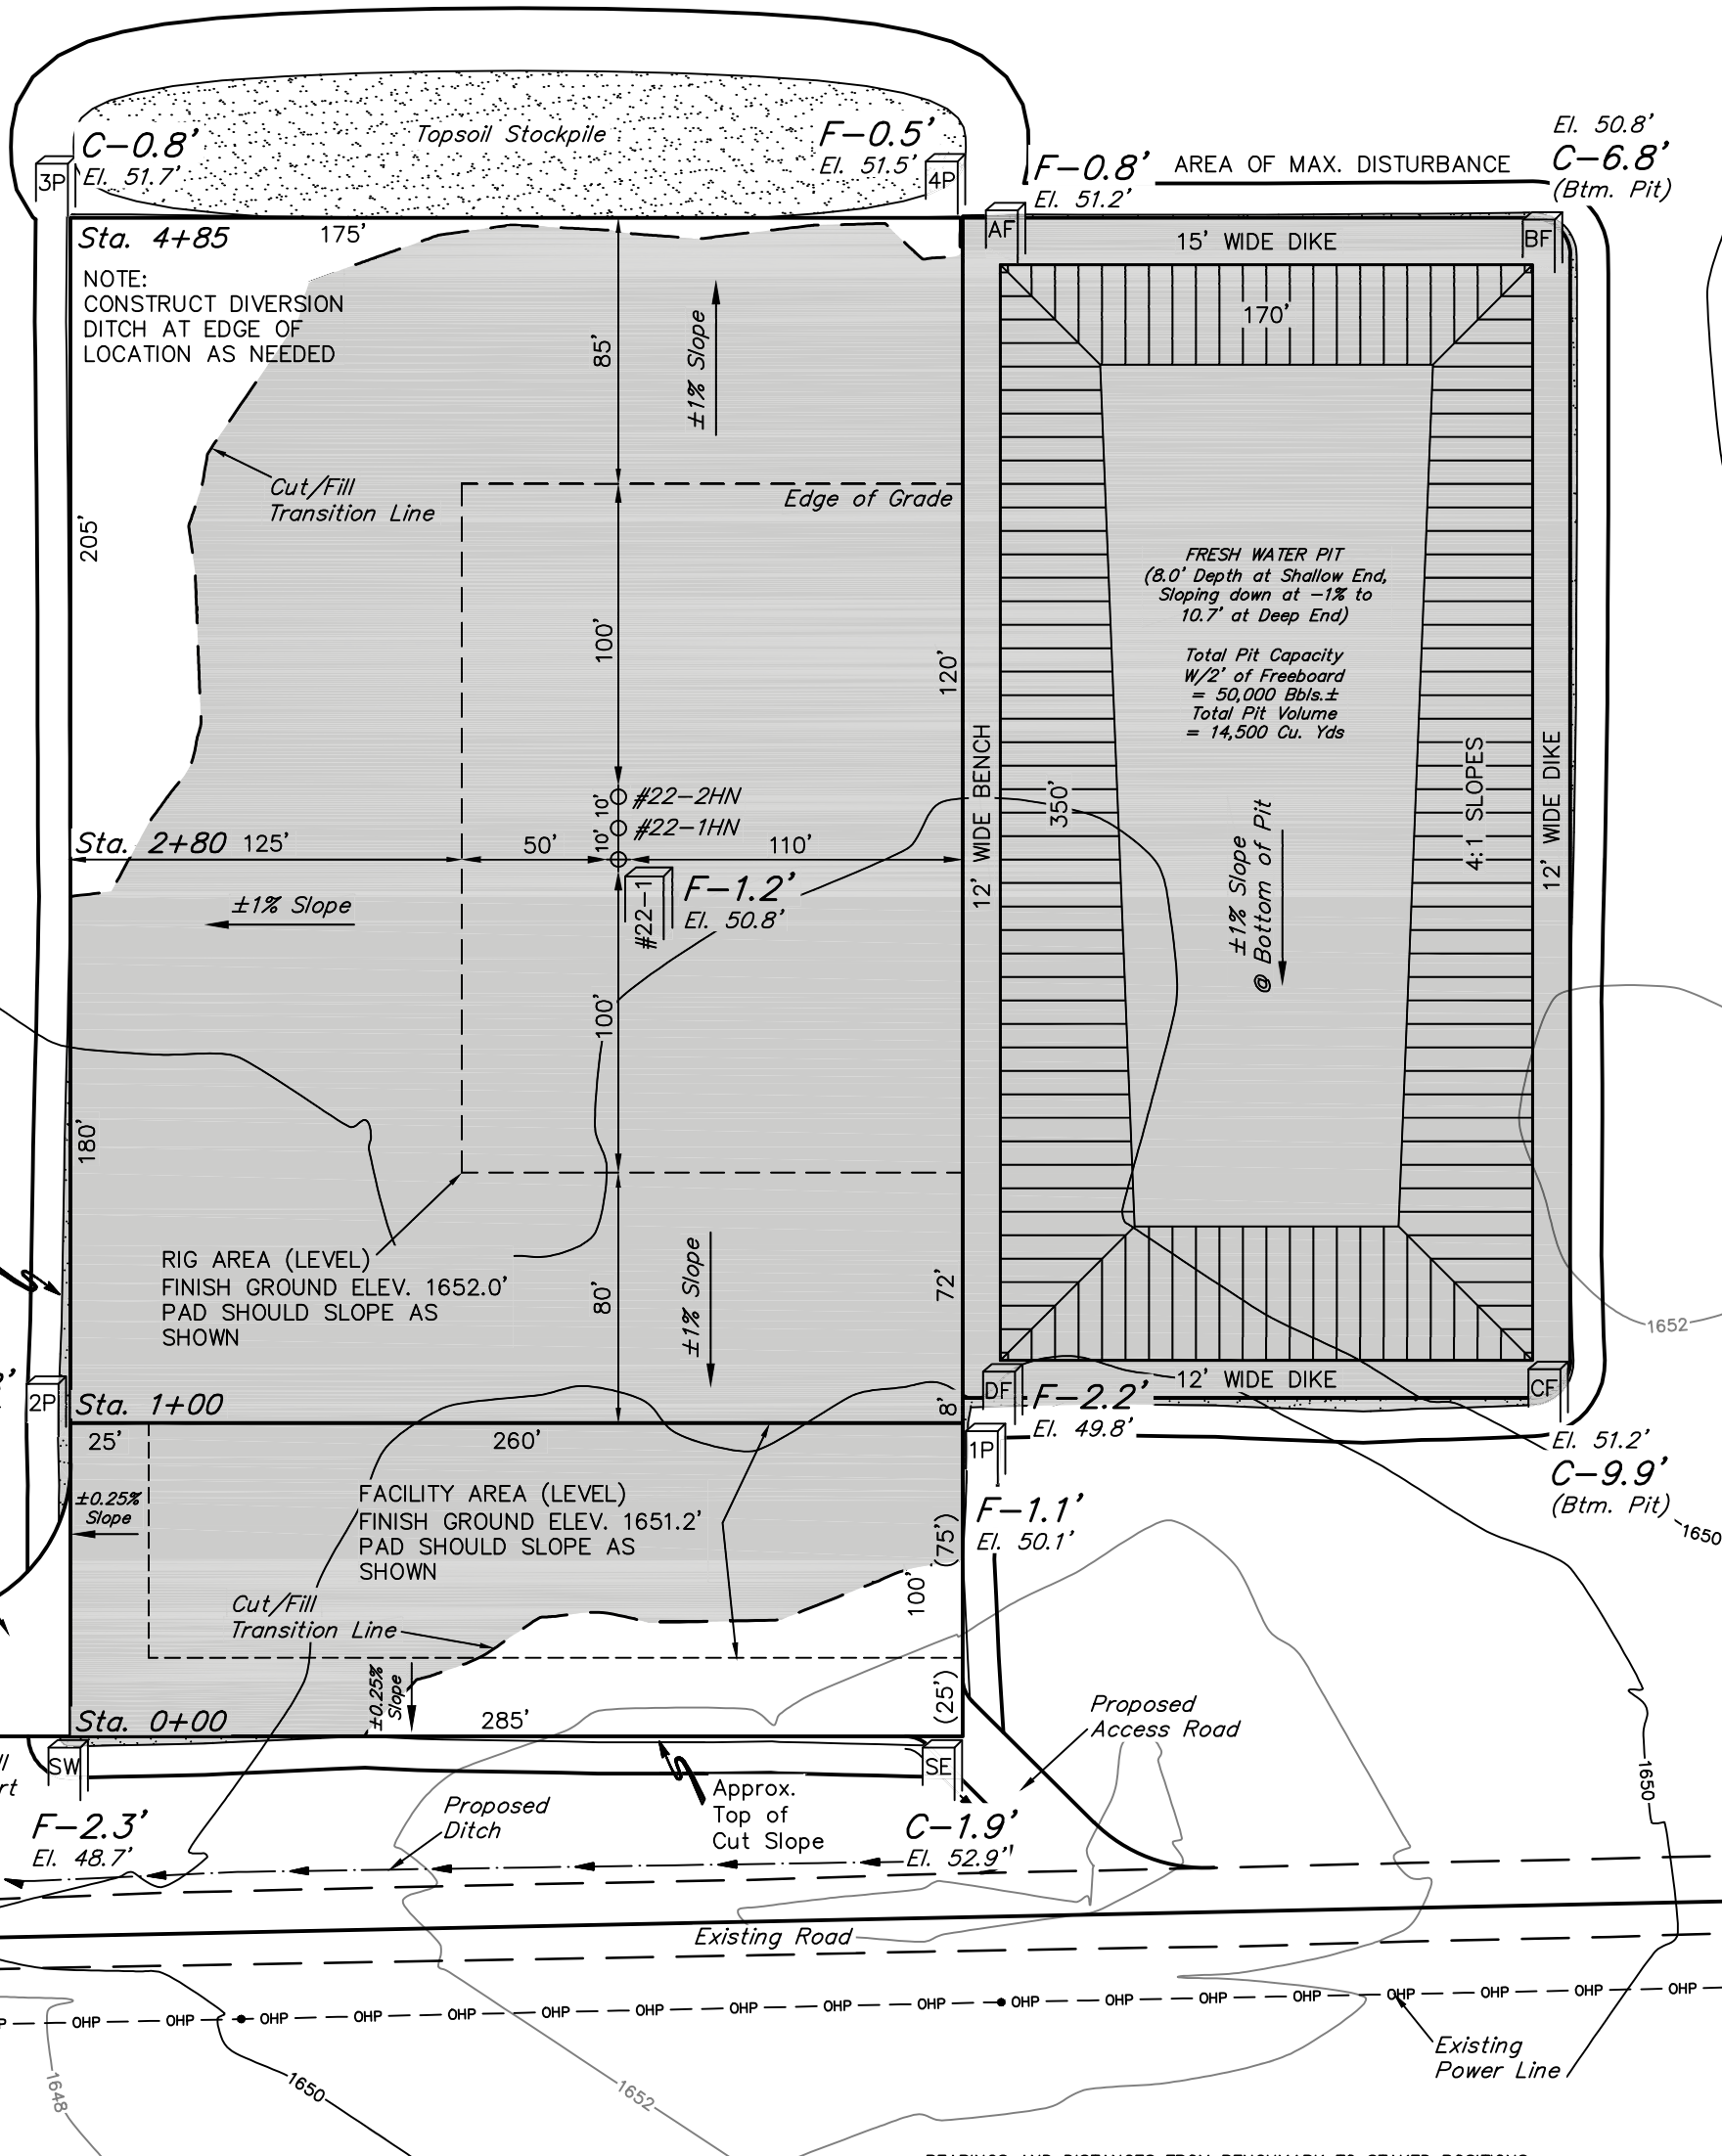 Topsoil Stockpile
C-0.8'
El. 51.7'
3P
F-0.5'
El. 51.5'
4P
F-0.8'
El. 51.2'
AREA OF MAX. DISTURBANCE
El. 50.8'
C-6.8'
(Btm. Pit)
AF
BF
15' WIDE DIKE
Sta. 4+85
175'
NOTE:
CONSTRUCT DIVERSION
DITCH AT EDGE OF
LOCATION AS NEEDED
170'
85'
±1% Slope
Cut/Fill
Transition Line
Edge of Grade
205'
100'
120'
FRESH WATER PIT
(8.0' Depth at Shallow End,
Sloping down at -1% to
10.7' at Deep End)
Total Pit Capacity
W/2' of Freeboard
= 50,000 Bbls.±
Total Pit Volume
= 14,500 Cu. Yds
12' WIDE BENCH
350'
4:1 SLOPES
12' WIDE DIKE
±1% Slope
@ Bottom of Pit
#22-2HN
#22-1HN
10'
10'
Sta. 2+80
125'
50'
110'
#22-1
F-1.2'
El. 50.8'
±1% Slope
100'
180'
RIG AREA (LEVEL)
FINISH GROUND ELEV. 1652.0'
PAD SHOULD SLOPE AS
SHOWN
80'
±1% Slope
72'
1652
2P
Sta. 1+00
8'
DF
F-2.2'
El. 49.8'
12' WIDE DIKE
CF
25'
260'
1P
El. 51.2'
C-9.9'
(Btm. Pit)
1650
±0.25%
Slope
FACILITY AREA (LEVEL)
FINISH GROUND ELEV. 1651.2'
PAD SHOULD SLOPE AS
SHOWN
F-1.1'
El. 50.1'
(75')
100'
Cut/Fill
Transition Line
±0.25%
Slope
(25')
Sta. 0+00
285'
Proposed
Access Road
SW
SE
1650
F-2.3'
El. 48.7'
Proposed
Ditch
Approx.
Top of
Cut Slope
C-1.9'
El. 52.9'
Existing Road
OHP OHP OHP OHP OHP OHP OHP OHP OHP OHP OHP OHP OHP OHP OHP OHP OHP OHP
Existing
Power Line
1648
1650
1652